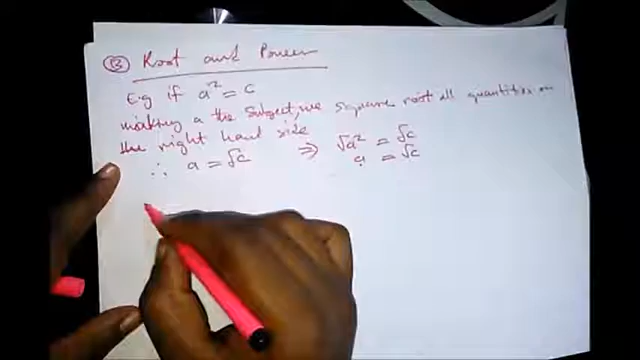 (B) Root and Power
E.g if a² = c
making a the Subject, we square root all quantities on
the right hand side
∴ a = √c ⇒ √a² = √c
a = √c